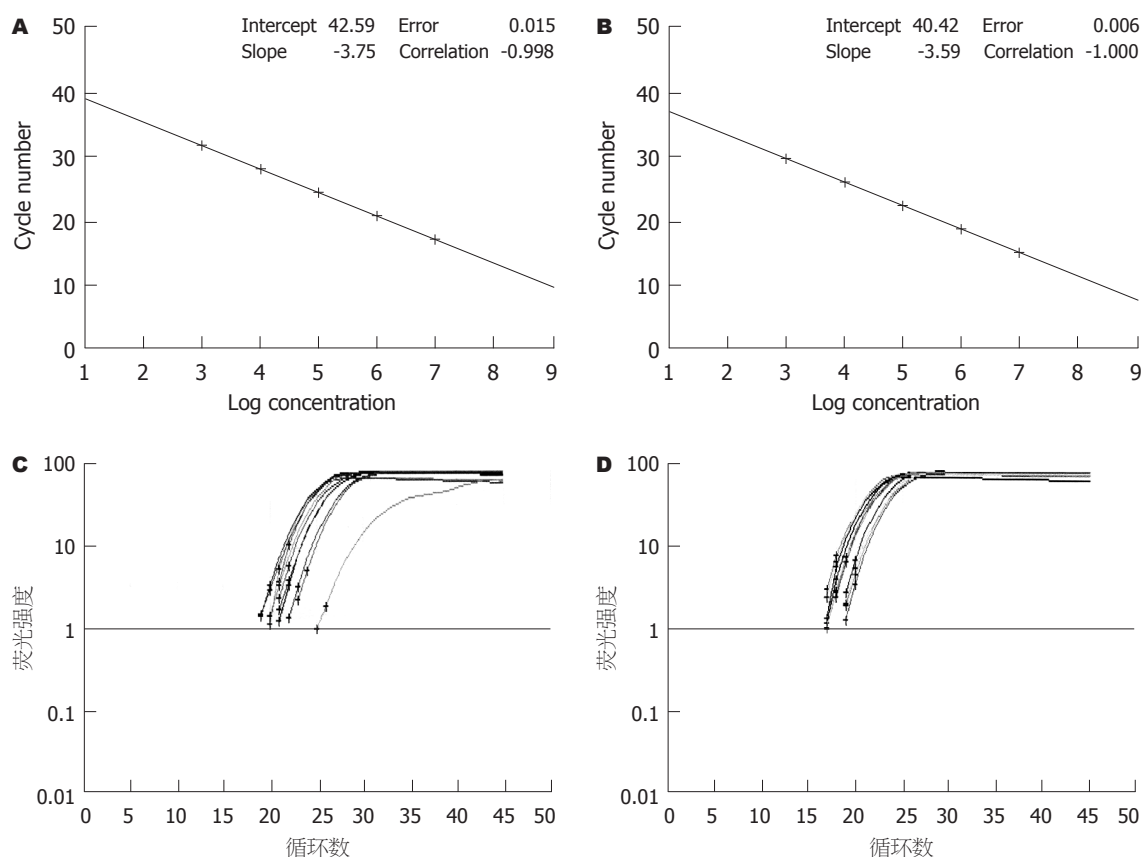 A
Intercept 42.59 Error 0.015
Slope -3.75 Correlation -0.998
50
40
30
20
10
0
Cycle number
1 2 3 4 5 6 7 8 9
Log concentration
B
Intercept 40.42 Error 0.006
Slope -3.59 Correlation -1.000
50
40
30
20
10
0
Cycle number
1 2 3 4 5 6 7 8 9
Log concentration
C
100
10
1
0.1
0.01
荧光强度
0 5 10 15 20 25 30 35 40 45 50
循环数
D
100
10
1
0.1
0.01
荧光强度
0 5 10 15 20 25 30 35 40 45 50
循环数